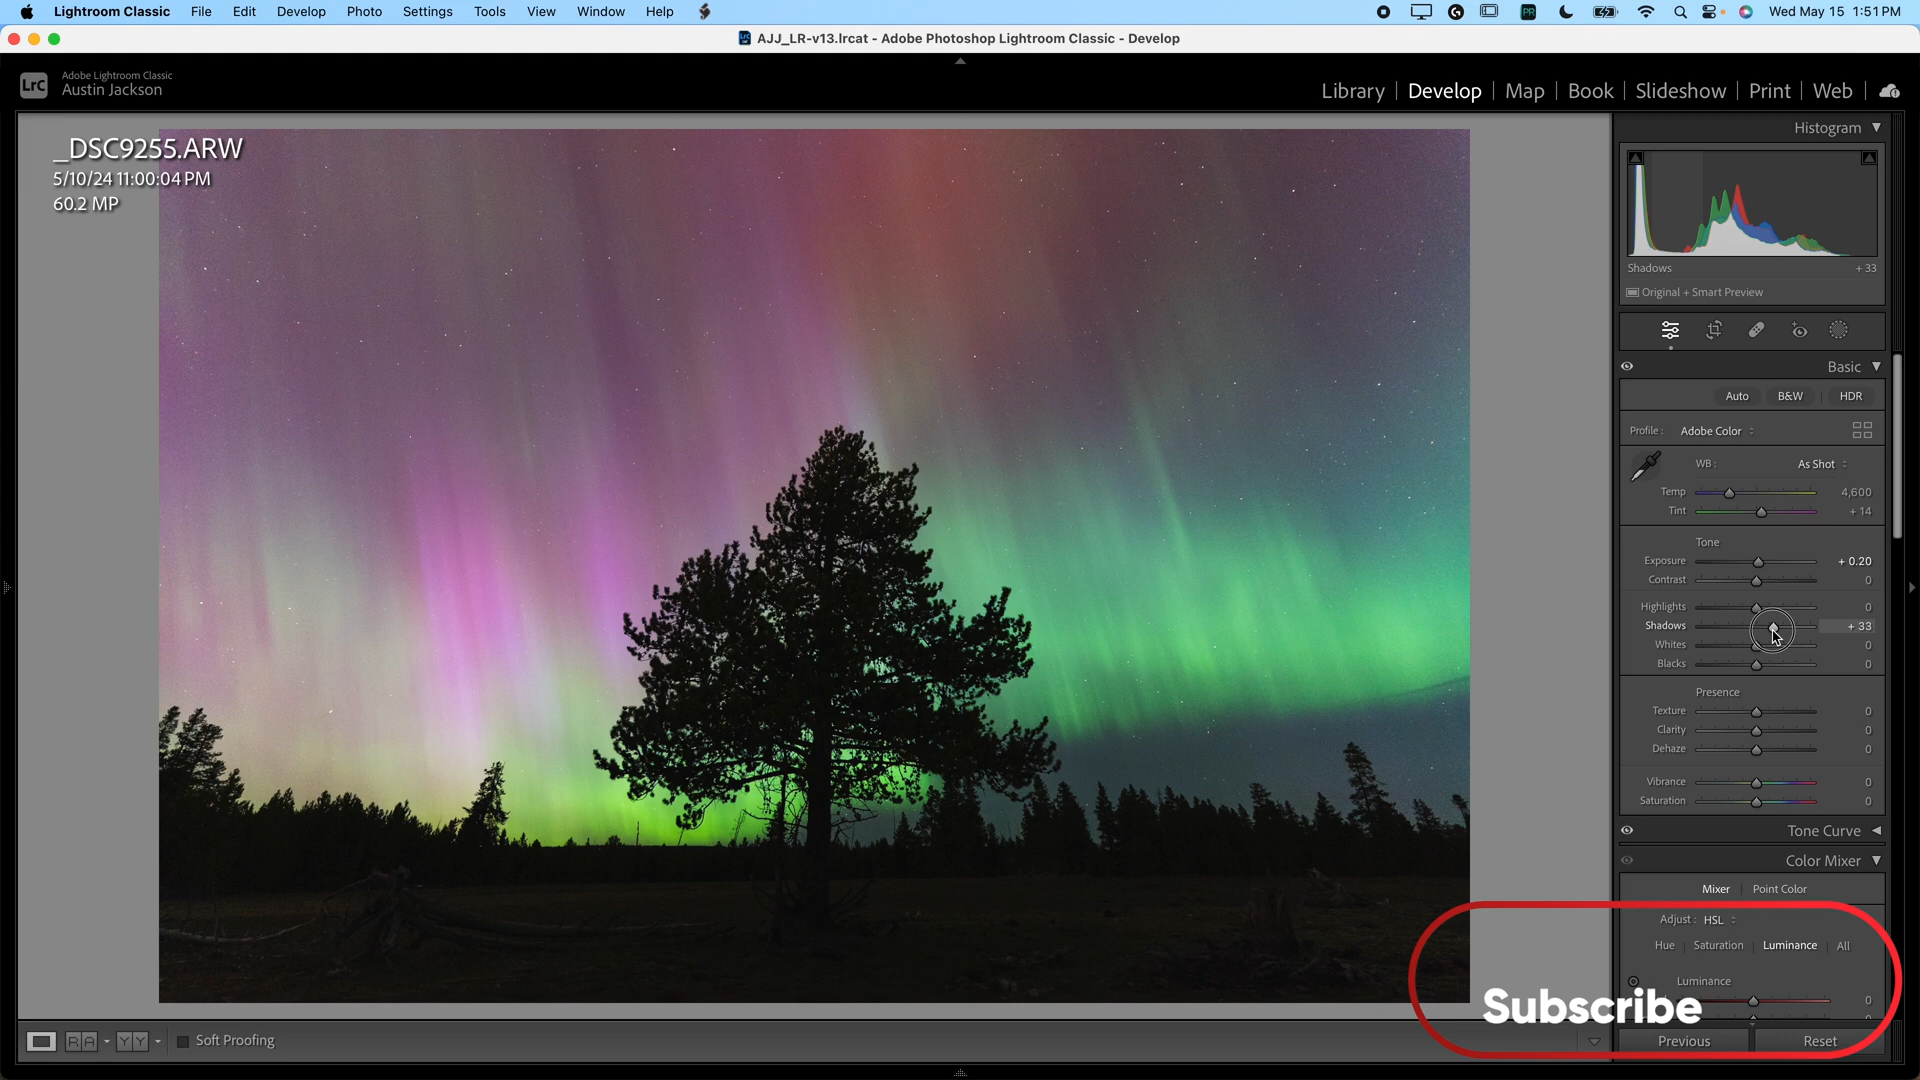 Lightroom Classic File Edit Develop Photo Settings Tools View Window Help Wed May 15 1:51 PM
AJJ_LR-v13.lrcat - Adobe Photoshop Lightroom Classic - Develop
LrC Adobe Lightroom Classic
Austin Jackson
Library | Develop | Map | Book | Slideshow | Print | Web
_DSC9255.ARW
5/10/24 11:00:04 PM
60.2 MP
Histogram
Shadows + 33
Original + Smart Preview
Basic
Auto B&W | HDR
Profile : Adobe Color
WB : As Shot
Temp 4,600
Tint + 14
Tone
Exposure + 0.20
Contrast 0
Highlights 0
Shadows + 33
Whites 0
Blacks 0
Presence
Texture 0
Clarity 0
Dehaze 0
Vibrance 0
Saturation 0
Tone Curve
Color Mixer
Mixer | Point Color
Adjust : HSL
Hue | Saturation | Luminance | All
Luminance
0
Subscribe
Previous Reset
R A Y Y Soft Proofing